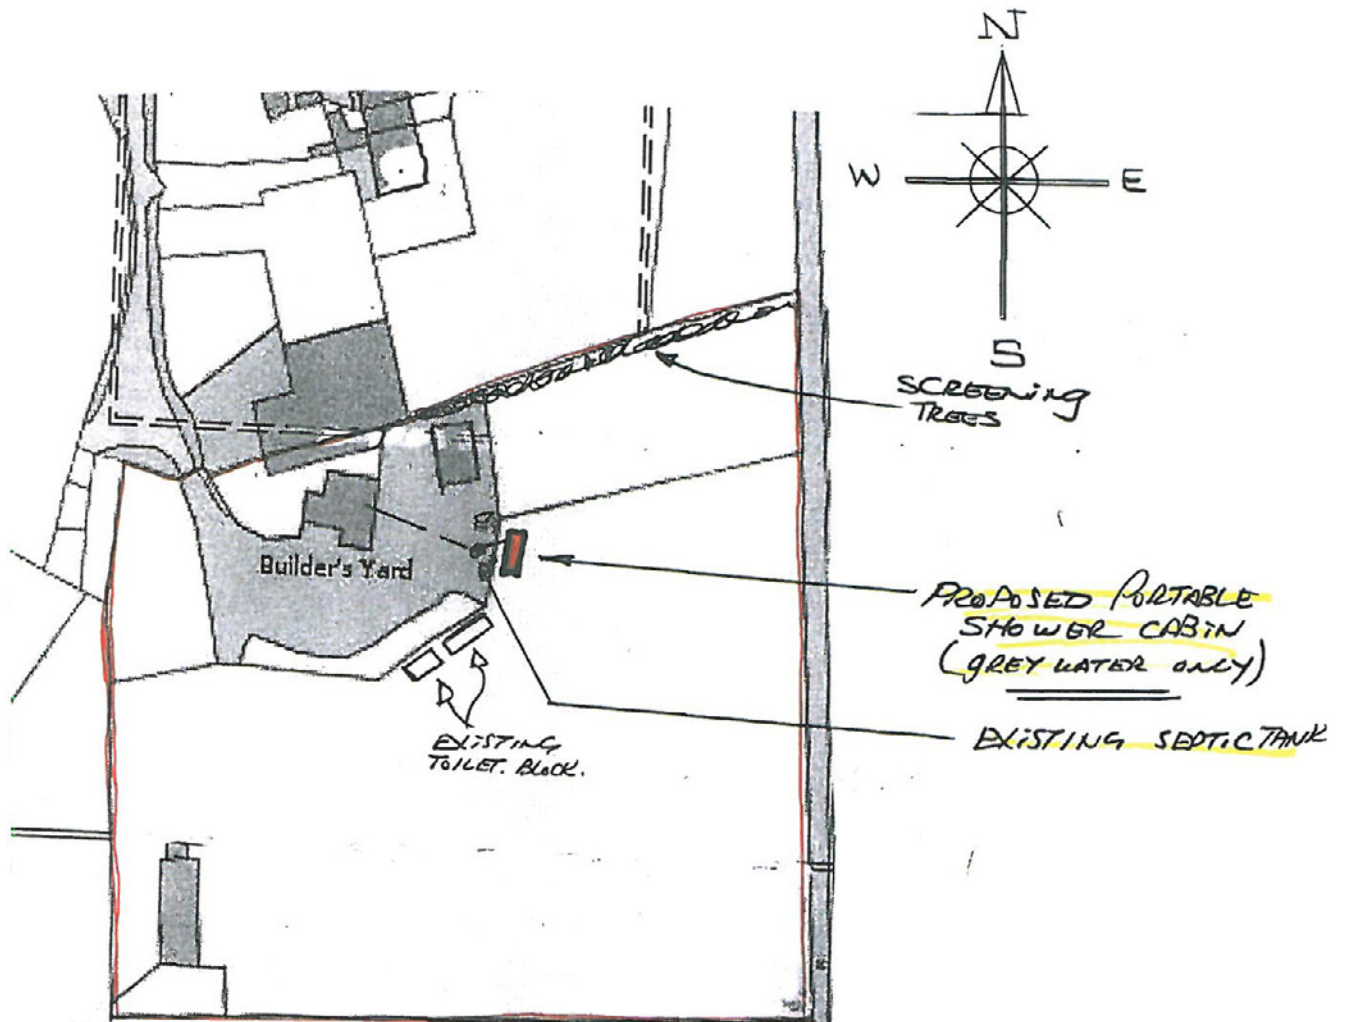 N
W
E
S
SCREENING
TREES
Builder's Yard
PROPOSED PORTABLE
SHOWER CABIN
(GREY WATER ONLY)
EXISTING SEPTIC TANK
EXISTING
TOILET. BLOCK.